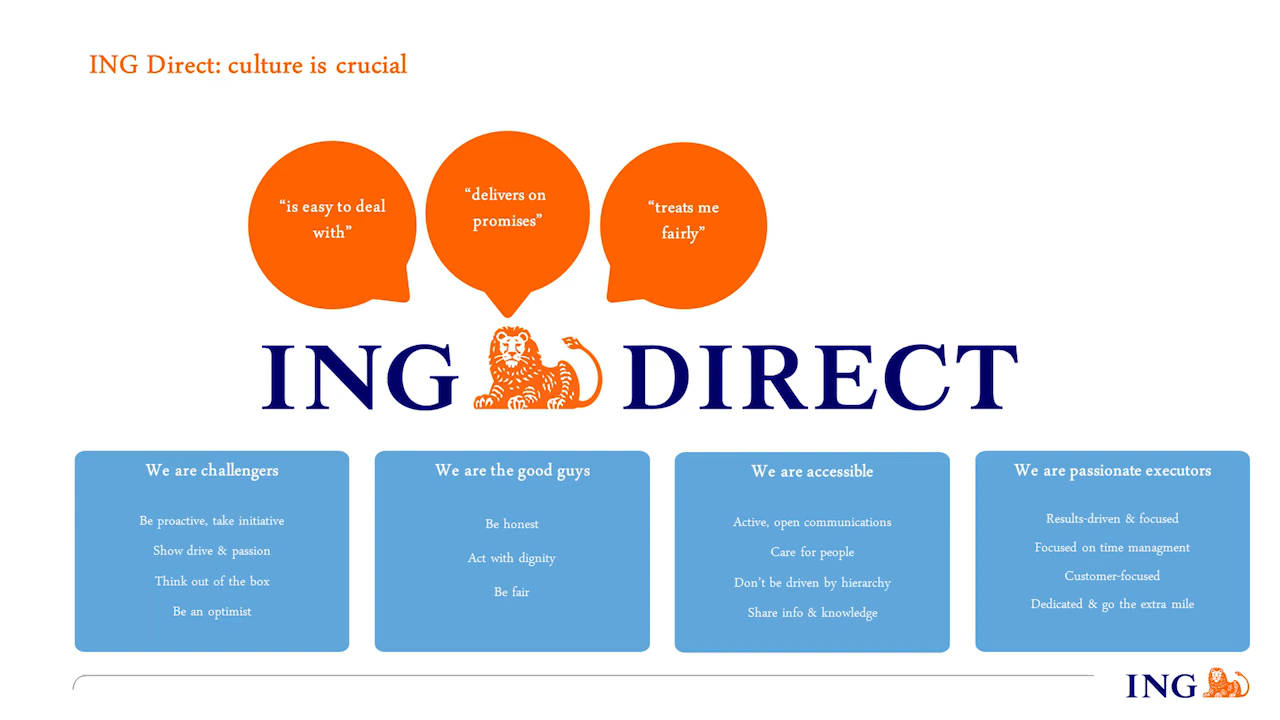 ING Direct: culture is crucial
“is easy to deal
with”
“delivers on
promises”
“treats me
fairly”
ING DIRECT
We are challengers
Be proactive, take initiative
Show drive & passion
Think out of the box
Be an optimist
We are the good guys
Be honest
Act with dignity
Be fair
We are accessible
Active, open communications
Care for people
Don’t be driven by hierarchy
Share info & knowledge
We are passionate executors
Results-driven & focused
Focused on time managment
Customer-focused
Dedicated & go the extra mile
ING